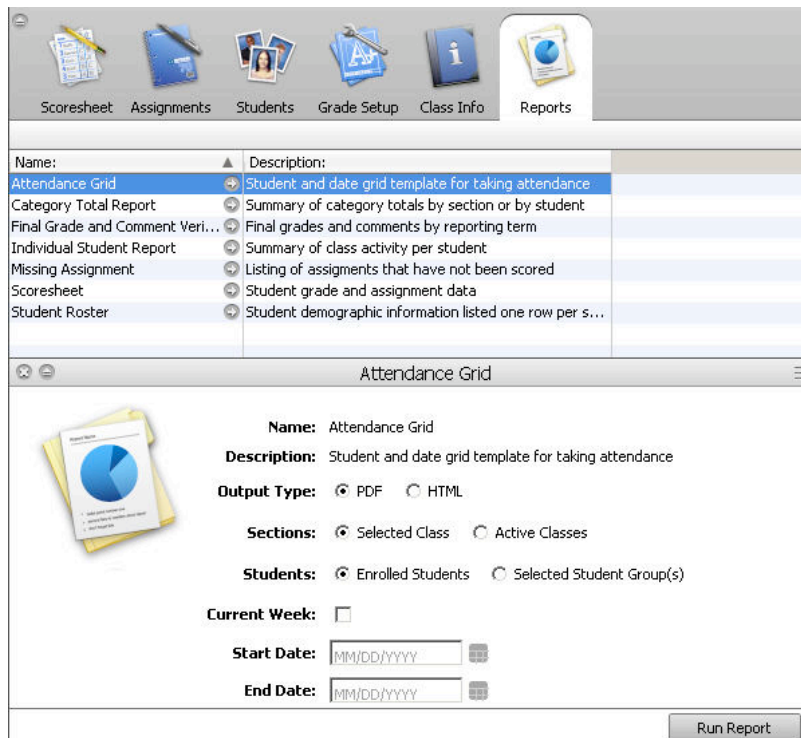 Scoresheet Assignments Students Grade Setup Class Info Reports
Name: Description:
Attendance Grid Student and date grid template for taking attendance
Category Total Report Summary of category totals by section or by student
Final Grade and Comment Veri... Final grades and comments by reporting term
Individual Student Report Summary of class activity per student
Missing Assignment Listing of assigments that have not been scored
Scoresheet Student grade and assignment data
Student Roster Student demographic information listed one row per s...
Attendance Grid
Name: Attendance Grid
Description: Student and date grid template for taking attendance
Output Type: PDF HTML
Sections: Selected Class Active Classes
Students: Enrolled Students Selected Student Group(s)
Current Week:
Start Date: MM/DD/YYYY
End Date: MM/DD/YYYY
Run Report